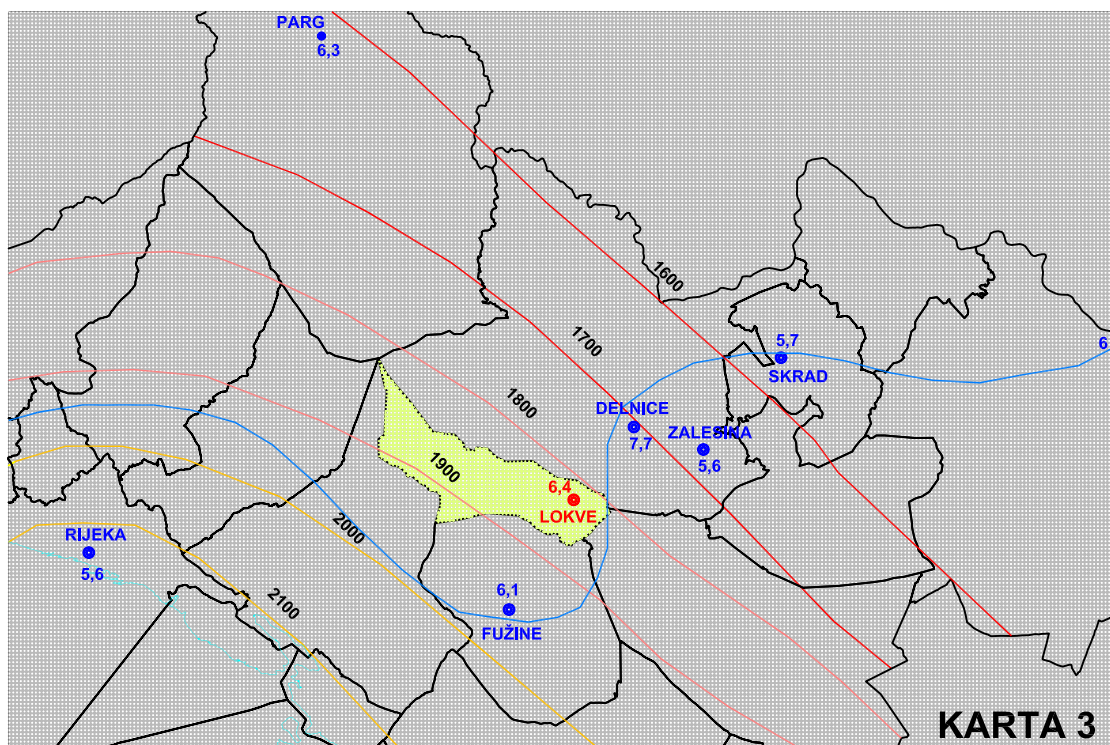 PARG
6,3
1600
1700
5,7
SKRAD
6
1800
DELNICE
7,7
ZALESINA
5,6
1900
6,4
LOKVE
2000
RIJEKA
5,6
2100
6,1
FUŽINE
KARTA 3